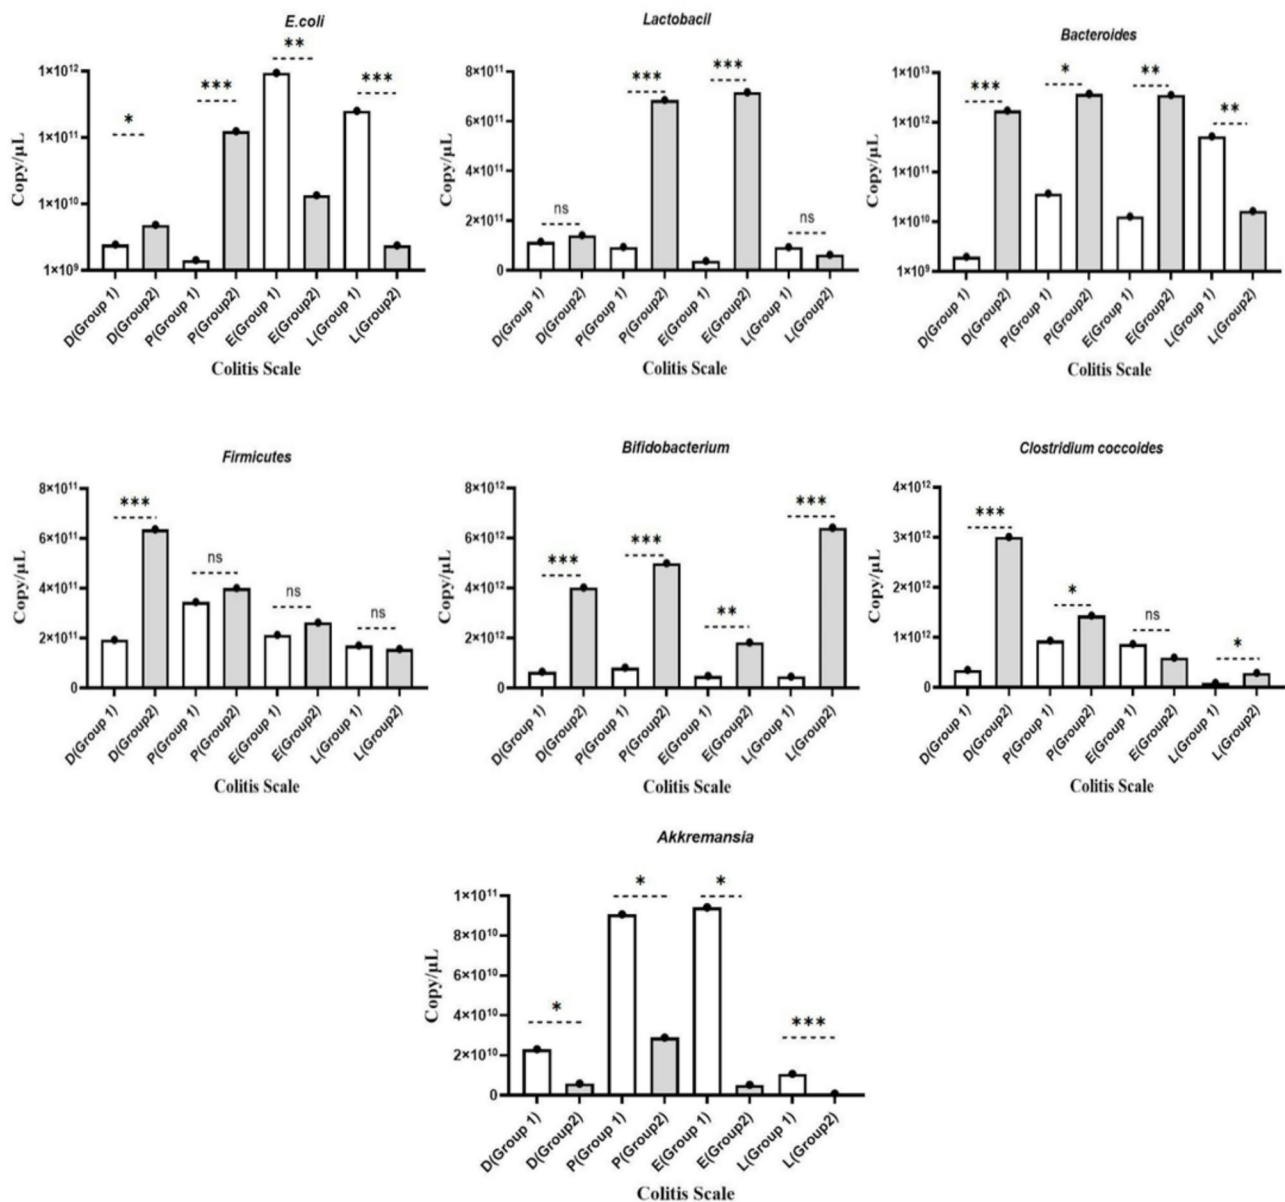 E.coli
**
1×10¹²
***
***
*
1×10¹¹
1×10¹⁰
1×10⁹
Copy/µL
D(Group 1)
D(Group2)
P(Group 1)
P(Group2)
E(Group 1)
E(Group2)
L(Group 1)
L(Group2)
Colitis Scale
Lactobacil
8×10¹¹
***
***
6×10¹¹
4×10¹¹
2×10¹¹
ns
ns
0
Copy/µL
D(Group 1)
D(Group2)
P(Group 1)
P(Group2)
E(Group 1)
E(Group2)
L(Group 1)
L(Group2)
Colitis Scale
Bacteroides
1×10¹³
***
*
**
**
1×10¹²
1×10¹¹
1×10¹⁰
1×10⁹
Copy/µL
D(Group 1)
D(Group2)
P(Group 1)
P(Group2)
E(Group 1)
E(Group2)
L(Group 1)
L(Group2)
Colitis Scale
Firmicutes
8×10¹¹
***
6×10¹¹
ns
4×10¹¹
ns
ns
2×10¹¹
0
Copy/µL
D(Group 1)
D(Group2)
P(Group 1)
P(Group2)
E(Group 1)
E(Group2)
L(Group 1)
L(Group2)
Colitis Scale
Bifidobacterium
8×10¹²
***
***
***
**
6×10¹²
4×10¹²
2×10¹²
0
Copy/µL
D(Group 1)
D(Group2)
P(Group 1)
P(Group2)
E(Group 1)
E(Group2)
L(Group 1)
L(Group2)
Colitis Scale
Clostridium coccoides
4×10¹²
***
3×10¹²
*
ns
*
2×10¹²
1×10¹²
0
Copy/µL
D(Group 1)
D(Group2)
P(Group 1)
P(Group2)
E(Group 1)
E(Group2)
L(Group 1)
L(Group2)
Colitis Scale
Akkremansia
1×10¹¹
*
*
*
***
8×10¹⁰
6×10¹⁰
4×10¹⁰
2×10¹⁰
0
Copy/µL
D(Group 1)
D(Group2)
P(Group 1)
P(Group2)
E(Group 1)
E(Group2)
L(Group 1)
L(Group2)
Colitis Scale